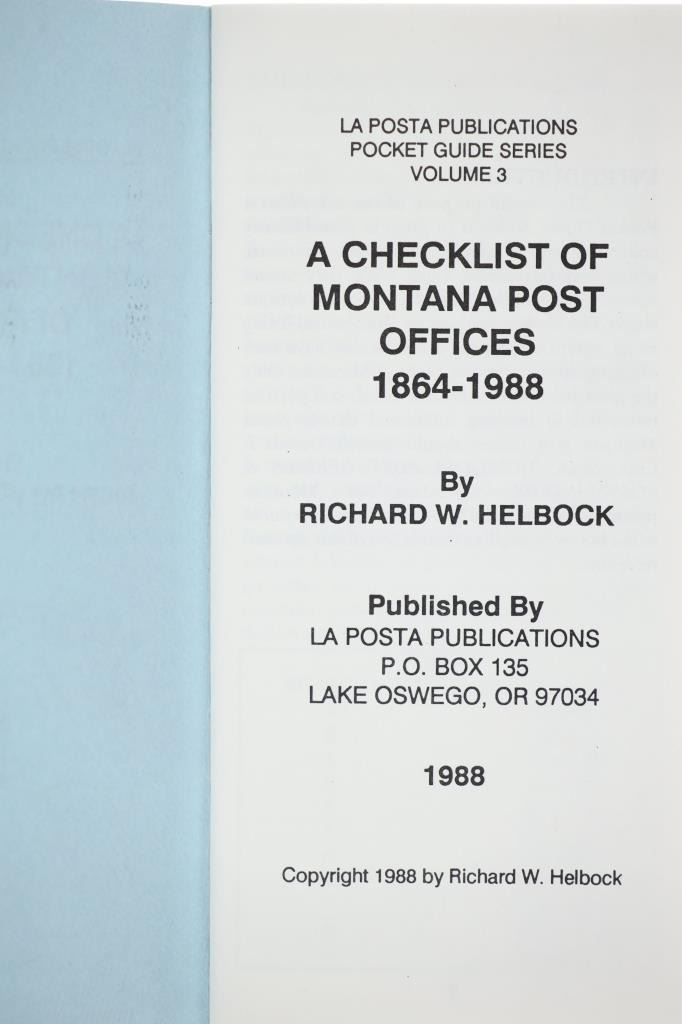 LA POSTA PUBLICATIONS
POCKET GUIDE SERIES
VOLUME 3
A CHECKLIST OF
MONTANA POST
OFFICES
1864-1988
By
RICHARD W. HELBOCK
Published By
LA POSTA PUBLICATIONS
P.O. BOX 135
LAKE OSWEGO, OR 97034
1988
Copyright 1988 by Richard W. Helbock